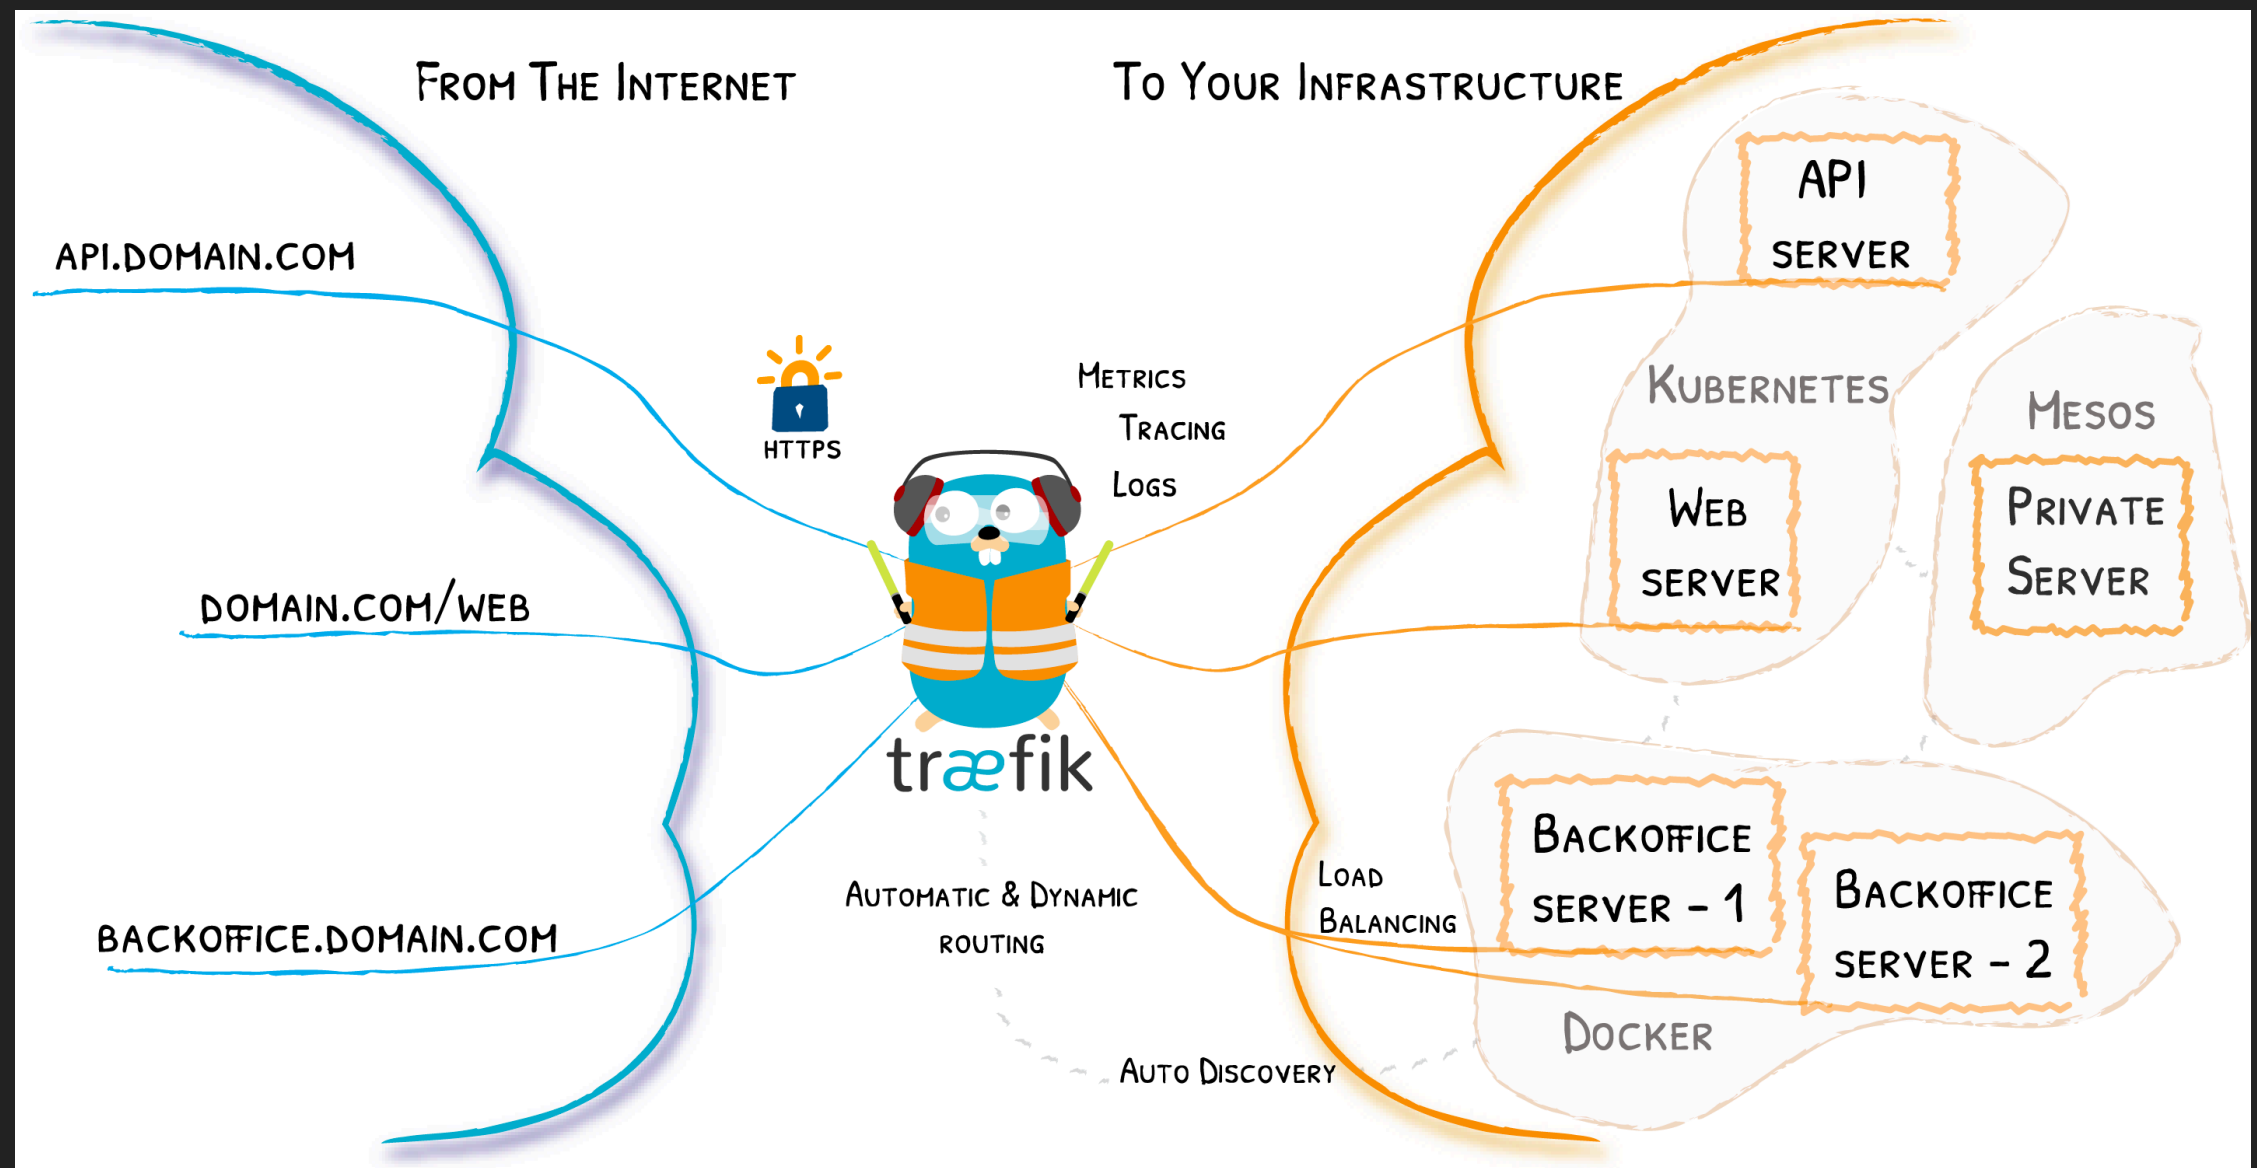 FROM THE INTERNET
TO YOUR INFRASTRUCTURE
API.DOMAIN.COM
DOMAIN.COM/WEB
BACKOFFICE.DOMAIN.COM
HTTPS
METRICS
TRACING
LOGS
træfik
AUTOMATIC & DYNAMIC
ROUTING
AUTO DISCOVERY
LOAD
BALANCING
API
SERVER
KUBERNETES
WEB
SERVER
MESOS
PRIVATE
SERVER
BACKOFFICE
SERVER - 1
BACKOFFICE
SERVER - 2
DOCKER